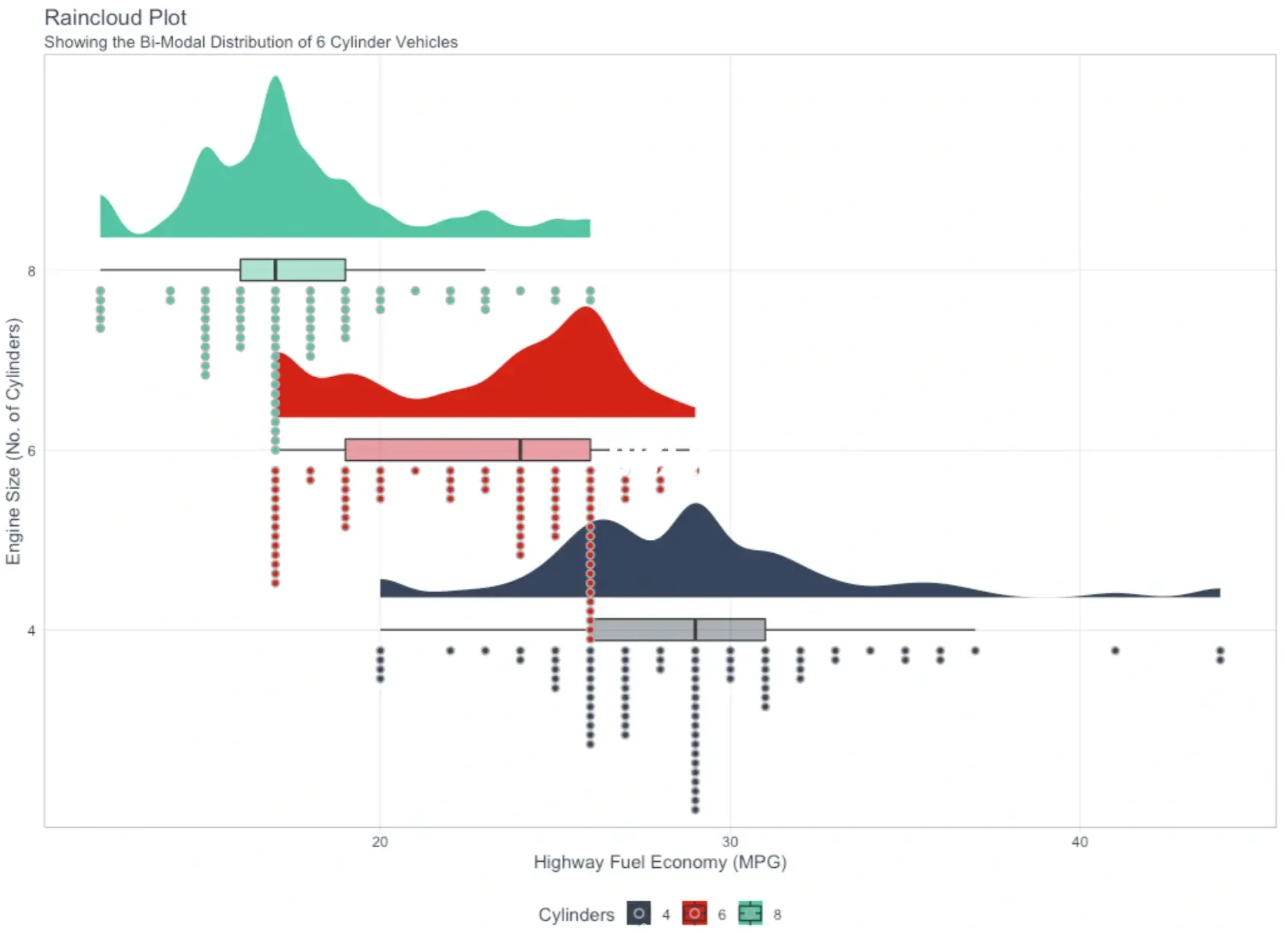 Raincloud Plot
Showing the Bi-Modal Distribution of 6 Cylinder Vehicles
Engine Size (No. of Cylinders)
8
6
4
20 30 40
Highway Fuel Economy (MPG)
Cylinders 4 6 8